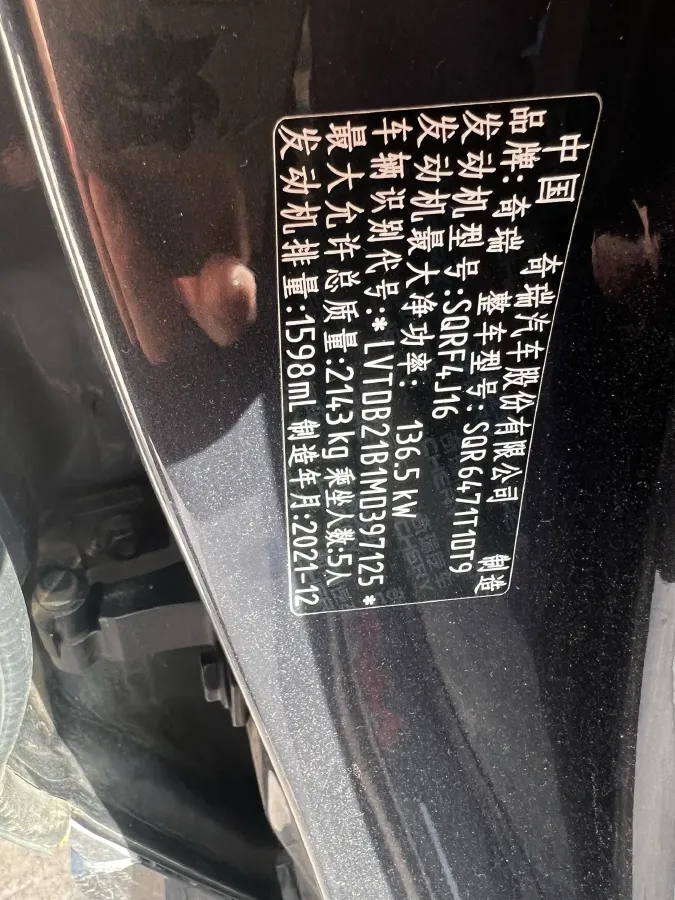 中国 奇瑞汽车股份有限公司 制造
品牌:奇瑞 整车型号:SQR6471T1DT9
发动机型号:SQRF4J16
发动机最大净功率: 136.5 kW
车辆识别代号:*LVTDB21B1MD397125*
最大允许总质量:2143kg 乘坐人数:5人
发动机排量:1598mL 制造年月:2021-12